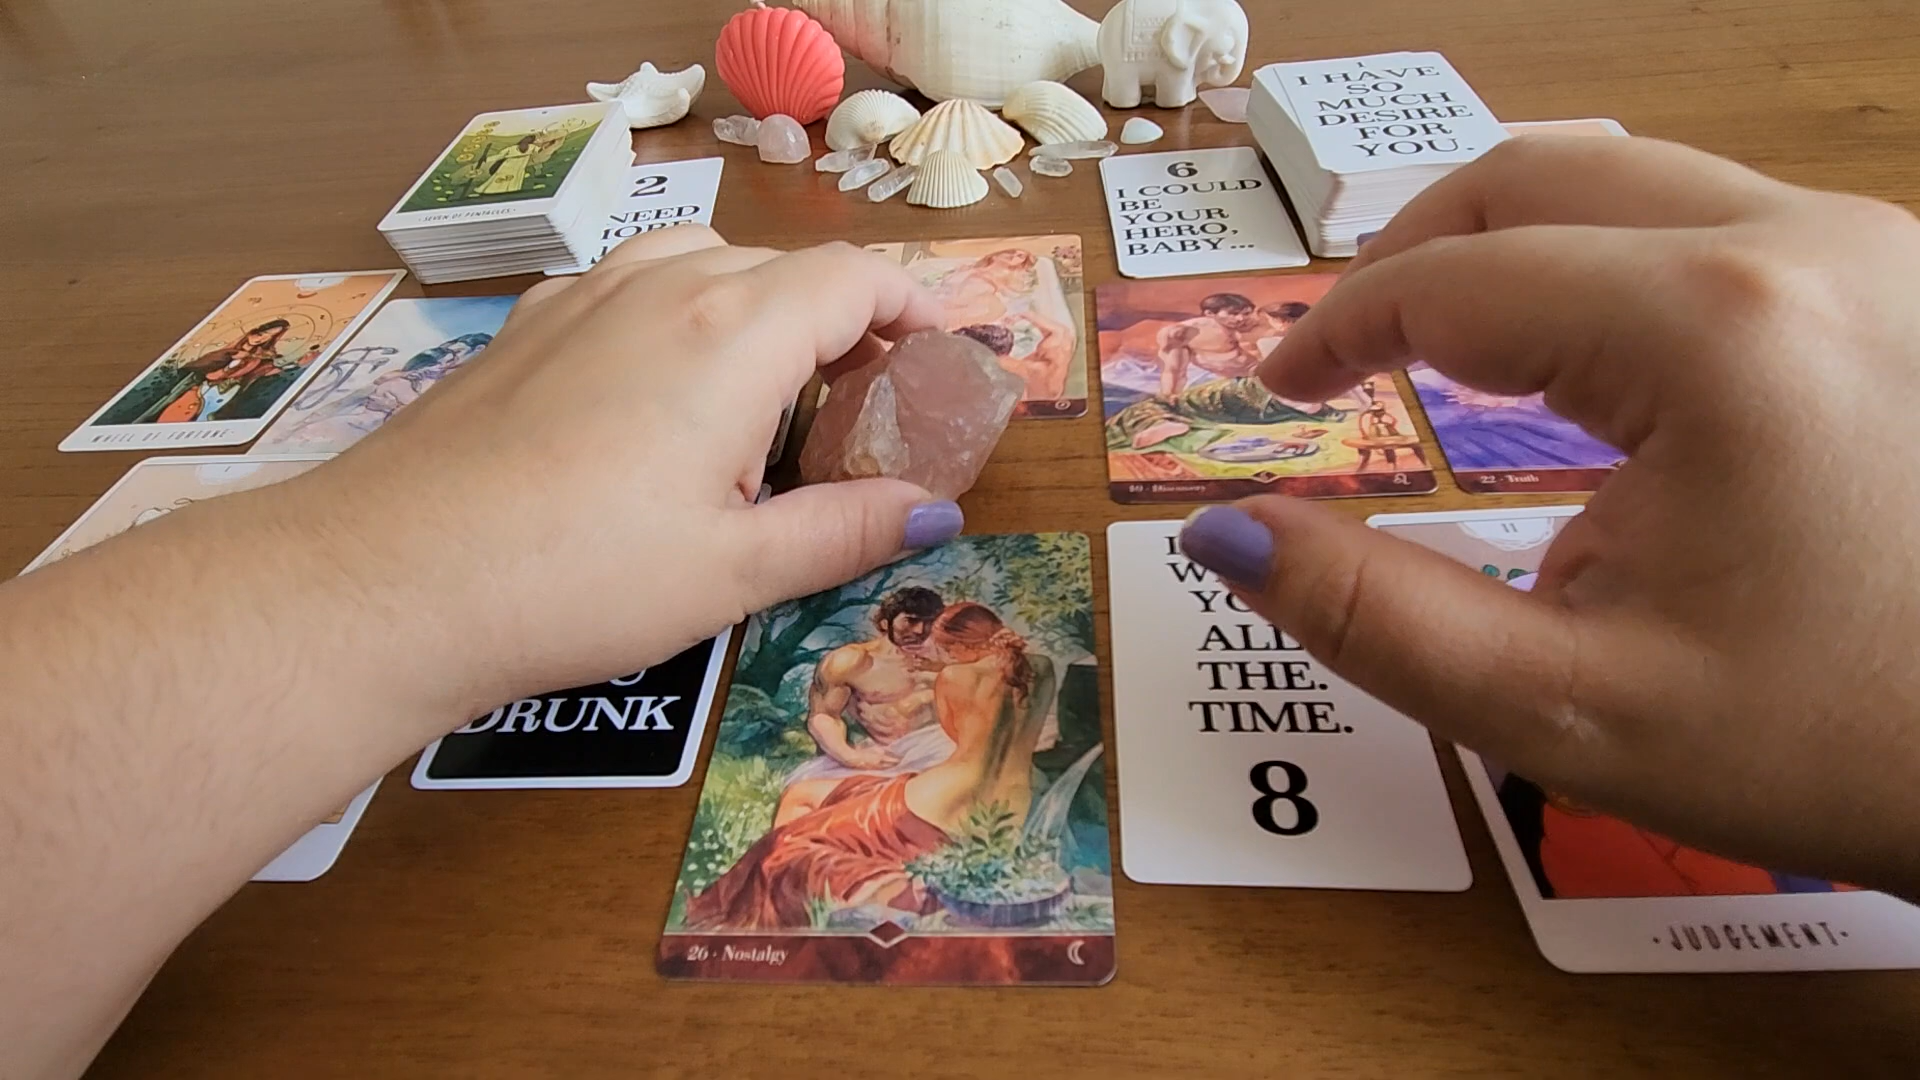 I HAVE
SO
MUCH
DESIRE
FOR
YOU.
SEVEN OF PENTACLES
2
NEED
6
I COULD
BE
YOUR
HERO,
BABY...
I
WHEEL OF FORTUNE
22 - Truth
I
II
DRUNK
ALL
THE.
TIME.
8
26 · Nostalgy
·JUDGEMENT·